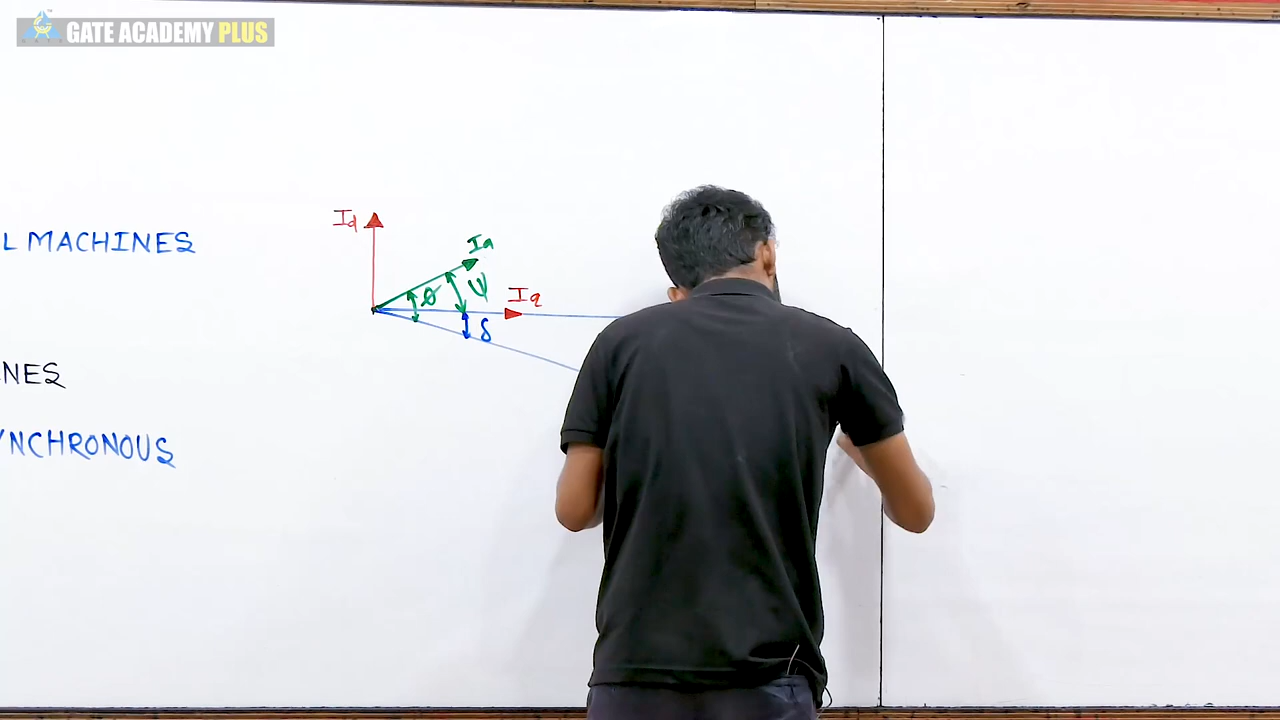 GATE ACADEMY PLUS
L MACHINES
NES
YNCHRONOUS
Id
Ia
θ ψ
Iq
δ